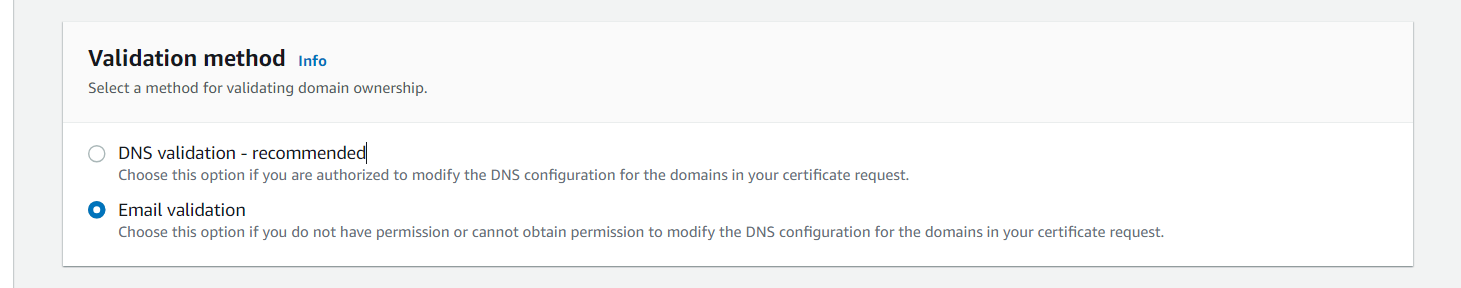 Validation method Info
Select a method for validating domain ownership.
DNS validation - recommended
Choose this option if you are authorized to modify the DNS configuration for the domains in your certificate request.
Email validation
Choose this option if you do not have permission or cannot obtain permission to modify the DNS configuration for the domains in your certificate request.